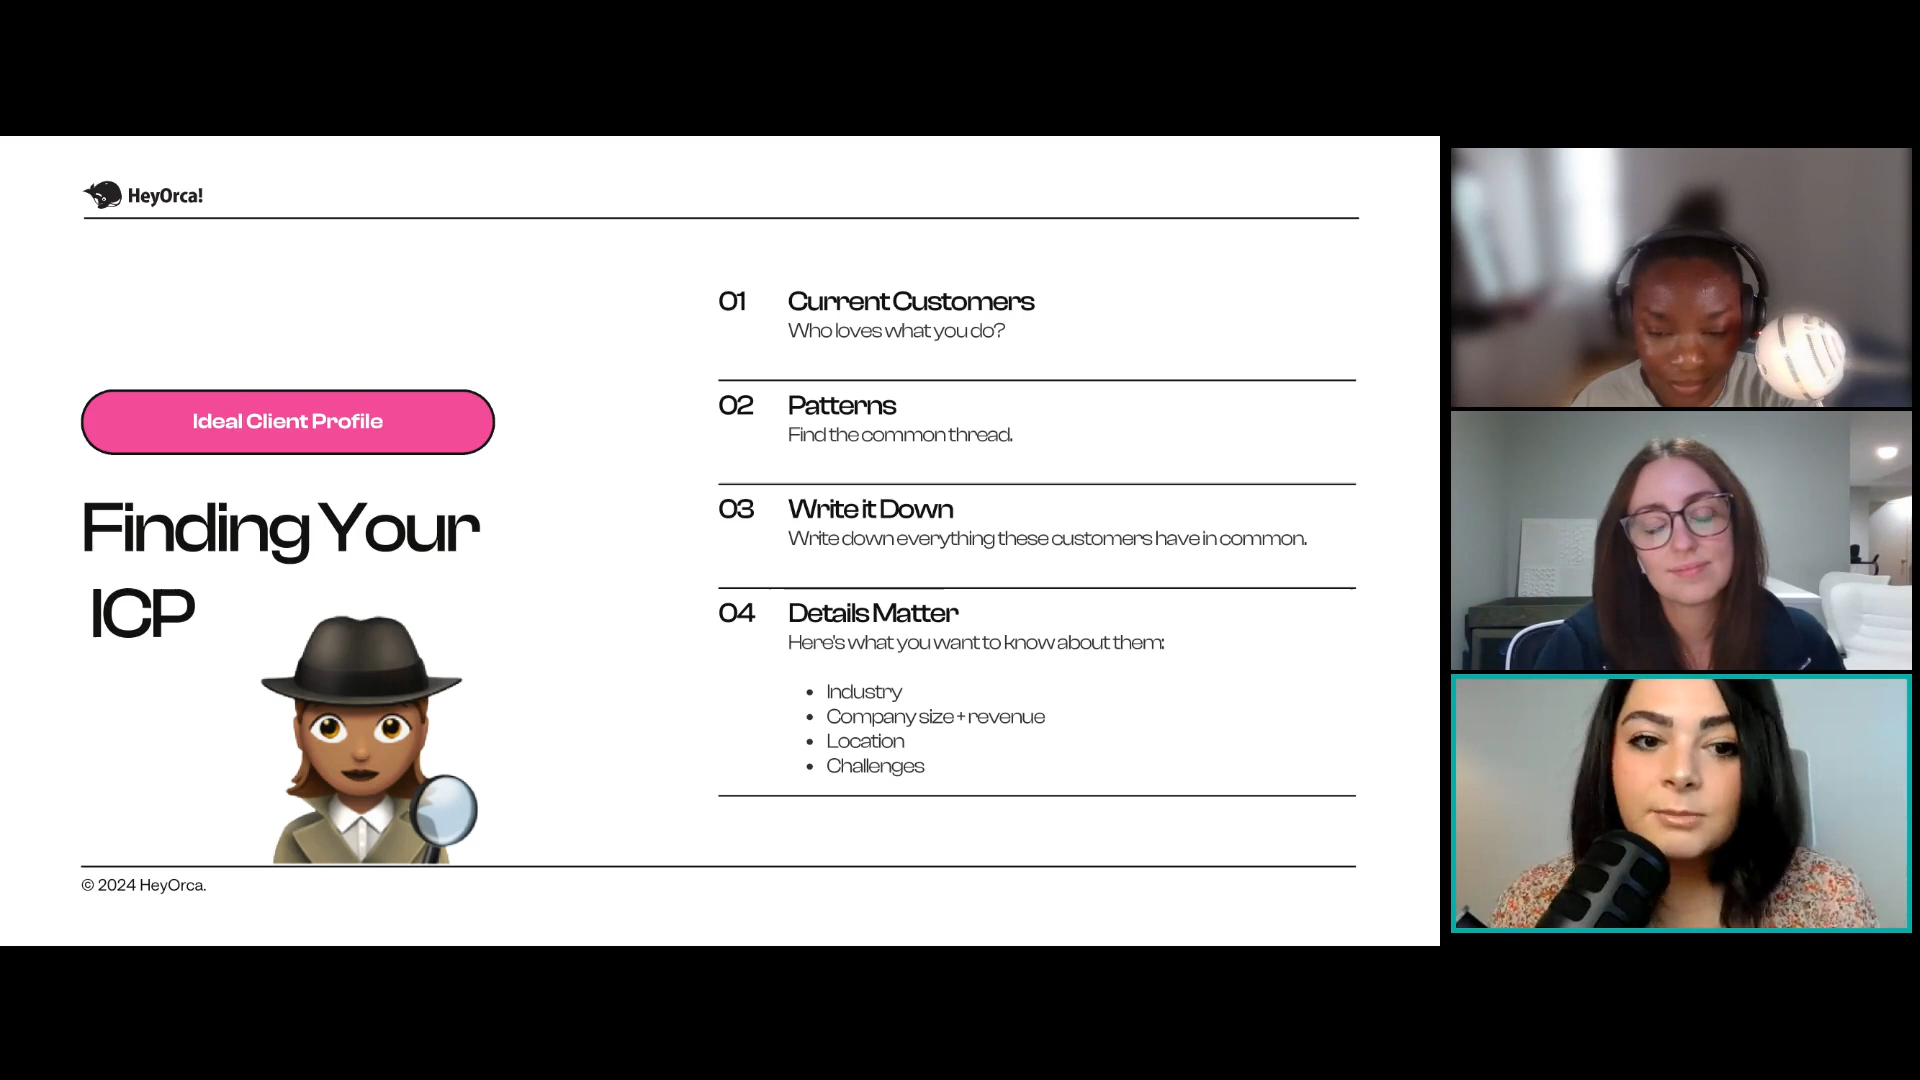 HeyOrca!
Ideal Client Profile
Finding Your
ICP
01 Current Customers
Who loves what you do?
02 Patterns
Find the common thread.
03 Write it Down
Write down everything these customers have in common.
04 Details Matter
Here's what you want to know about them:
• Industry
• Company size + revenue
• Location
• Challenges
© 2024 HeyOrca.